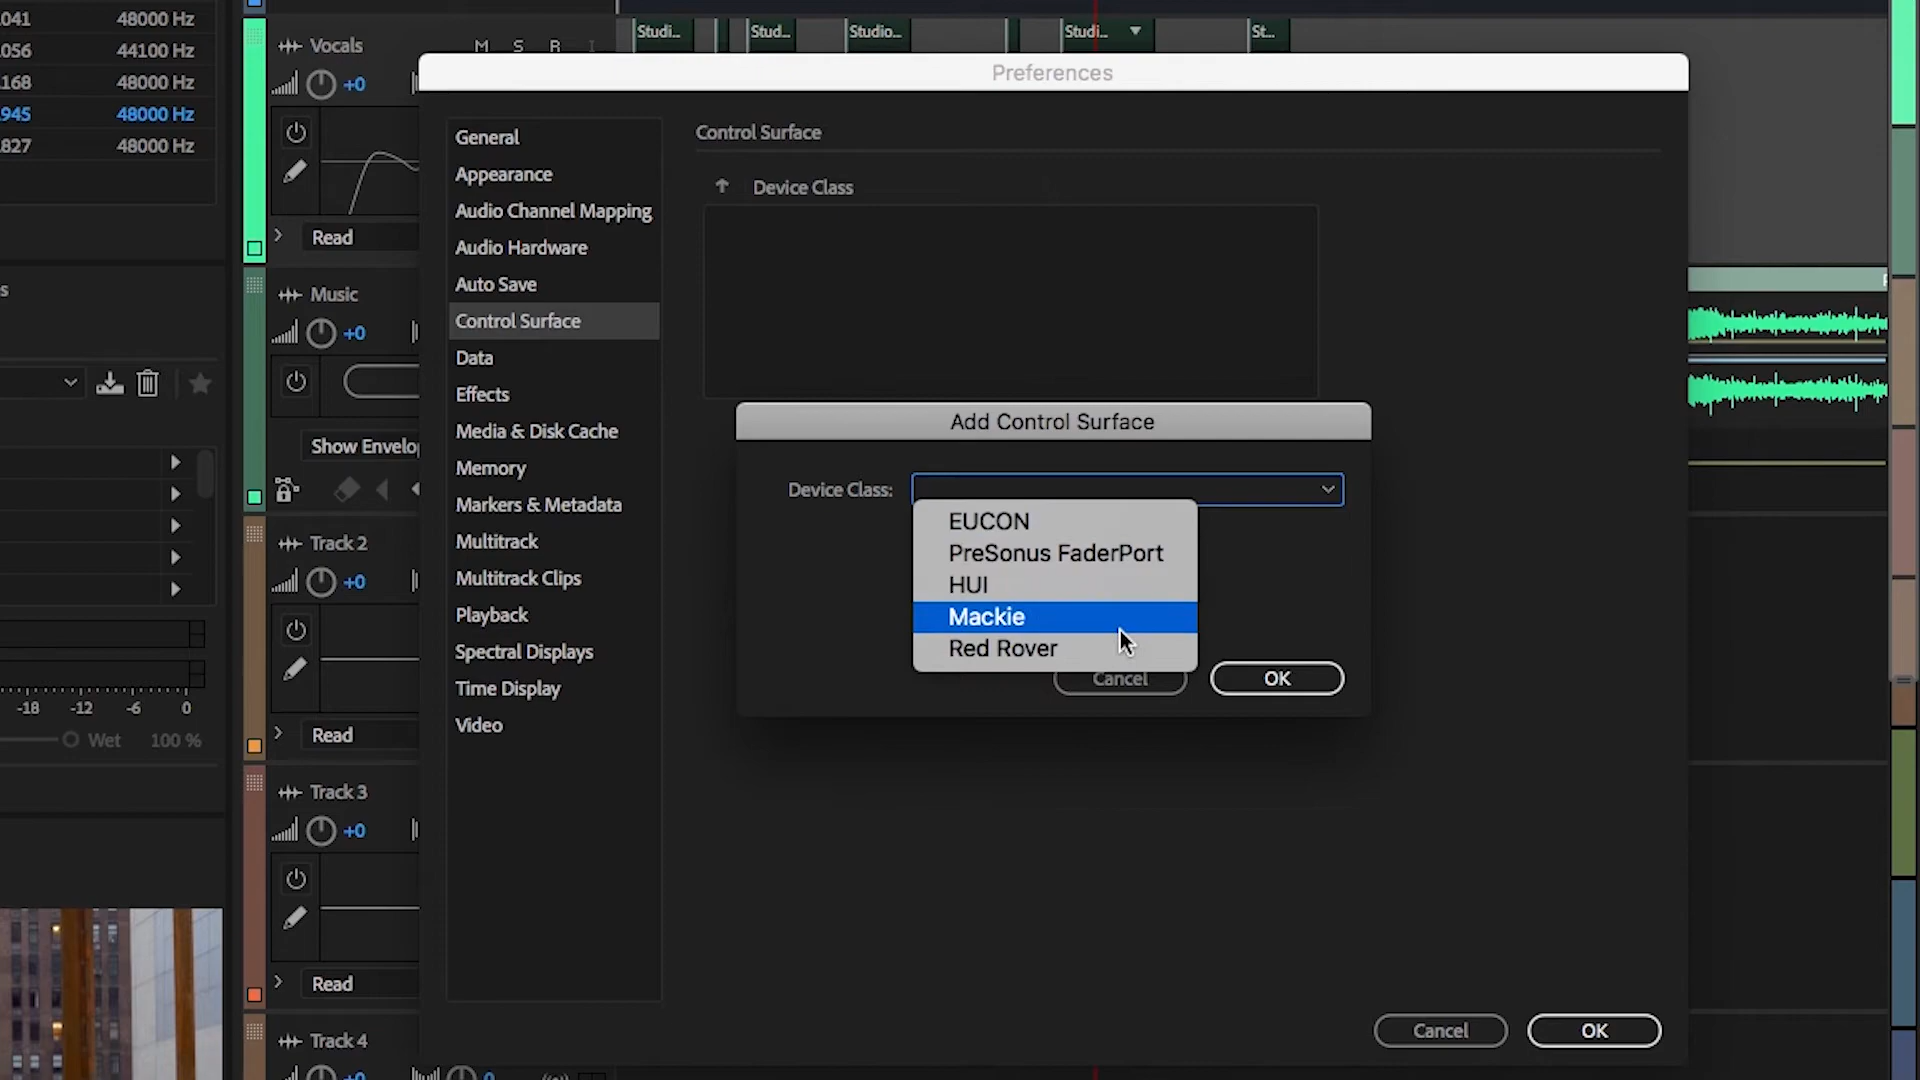 041 48000 Hz
056 44100 Hz
168 48000 Hz
945 48000 Hz
827 48000 Hz
s
-18 -12 -6 0
Wet 100 %
Vocals M S R I
+0
Read
Music
+0
Show Envelo
Track 2
+0
Read
Track 3
+0
Read
Track 4
+0 0
Studi...
Stud...
Studio...
Studi...
St...
Preferences
General
Appearance
Audio Channel Mapping
Audio Hardware
Auto Save
Control Surface
Data
Effects
Media & Disk Cache
Memory
Markers & Metadata
Multitrack
Multitrack Clips
Playback
Spectral Displays
Time Display
Video
Control Surface
Device Class
Add Control Surface
Device Class:
EUCON
PreSonus FaderPort
HUI
Mackie
Red Rover
Cancel OK
Cancel OK